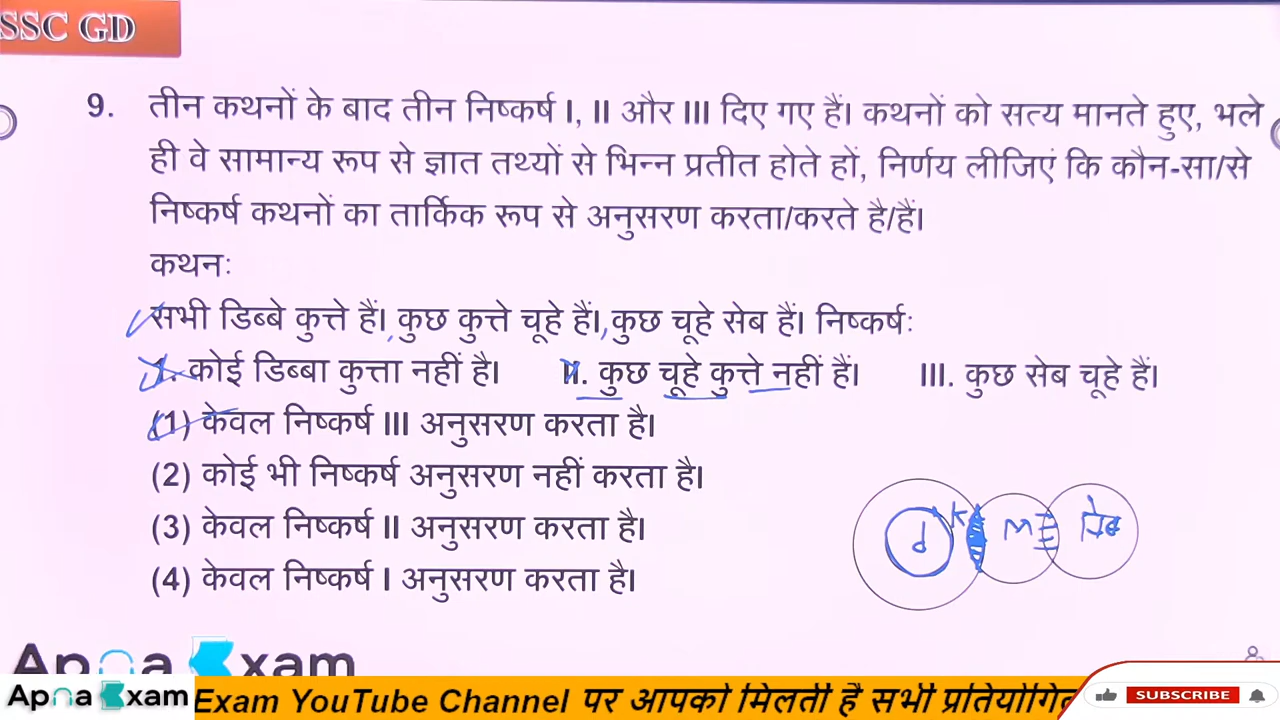 SSC GD
9. तीन कथनों के बाद तीन निष्कर्ष I, II और III दिए गए हैं। कथनों को सत्य मानते हुए, भले
ही वे सामान्य रूप से ज्ञात तथ्यों से भिन्न प्रतीत होते हों, निर्णय लीजिएं कि कौन-सा/से
निष्कर्ष कथनों का तार्किक रूप से अनुसरण करता/करते है/हैं।
कथन:
सभी डिब्बे कुत्ते हैं। कुछ कुत्ते चूहे हैं। कुछ चूहे सेब हैं। निष्कर्ष:
1. कोई डिब्बा कुत्ता नहीं है। II. कुछ चूहे कुत्ते नहीं हैं। III. कुछ सेब चूहे हैं।
(1) केवल निष्कर्ष III अनुसरण करता है।
(2) कोई भी निष्कर्ष अनुसरण नहीं करता है।
(3) केवल निष्कर्ष II अनुसरण करता है।
(4) केवल निष्कर्ष I अनुसरण करता है।
d K M सेब
Apna Exam
Apna Exam Exam YouTube Channel पर आपको मिलती है सभी प्रतियोगि
SUBSCRIBE